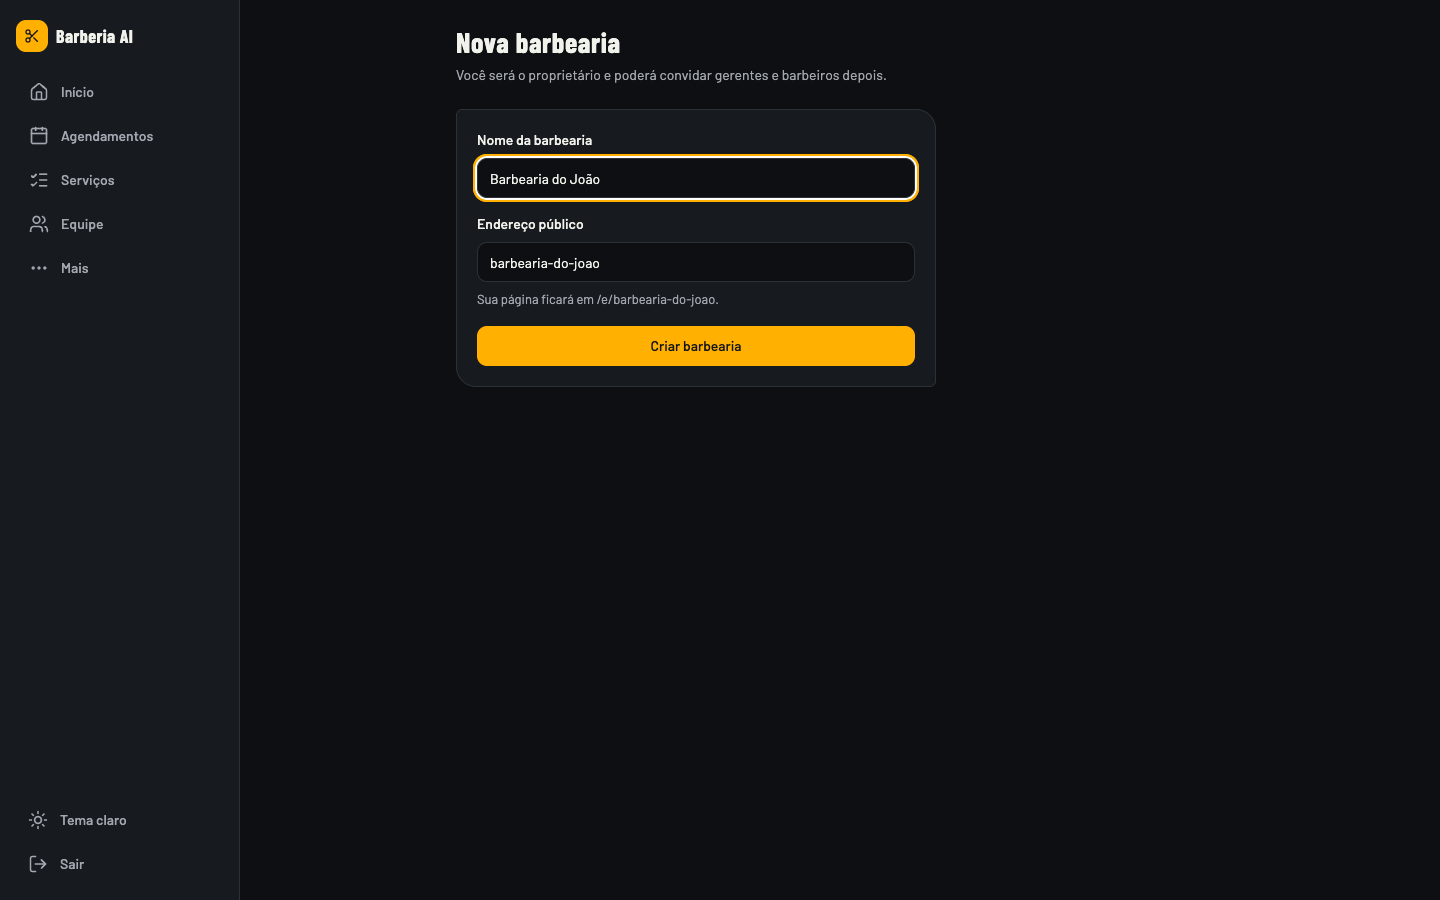 Barberia AI
Início
Agendamentos
Serviços
Equipe
Mais
Tema claro
Sair
Nova barbearia
Você será o proprietário e poderá convidar gerentes e barbeiros depois.
Nome da barbearia
Barbearia do João
Endereço público
barbearia-do-joao
Sua página ficará em /e/barbearia-do-joao.
Criar barbearia